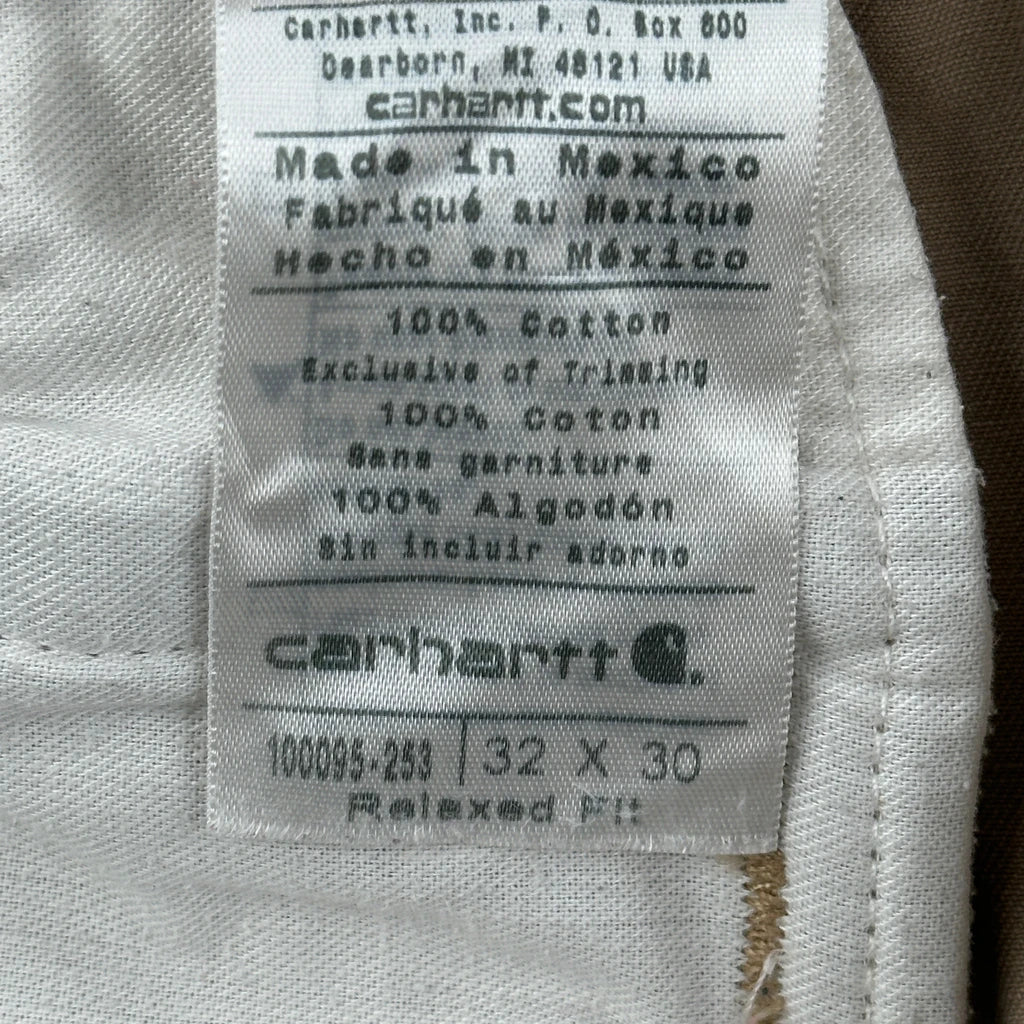 Carhartt, Inc. P. O. Box 600
Dearborn, MI 48121 USA
carhartt.com
Made in Mexico
Fabriqué au Mexique
Hecho en México
100% Cotton
Exclusive of Trimming
100% Coton
Sans garniture
100% Algodón
Sin incluir adorno
carhartt
100095-253 | 32 X 30
Relaxed Fit